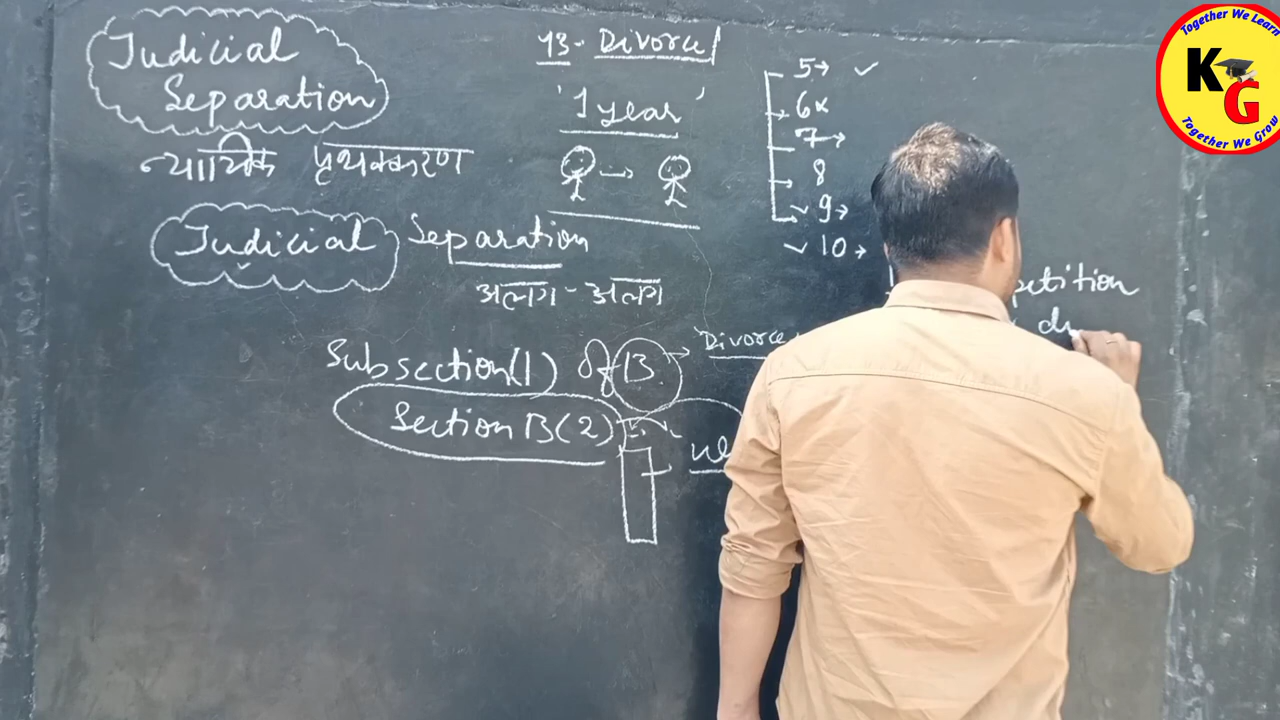 Judicial
Separation
न्यायिक पृथक्करण
Judicial Separation
अलग-अलग
Subsection(1) Of 13 → Divorce
Section 13(2)
13- Divorce
'1 year'
5→ ✓
6×
7→
8
✓ 9→
✓ 10→
petition
Together We Learn
KG
Together We Grow